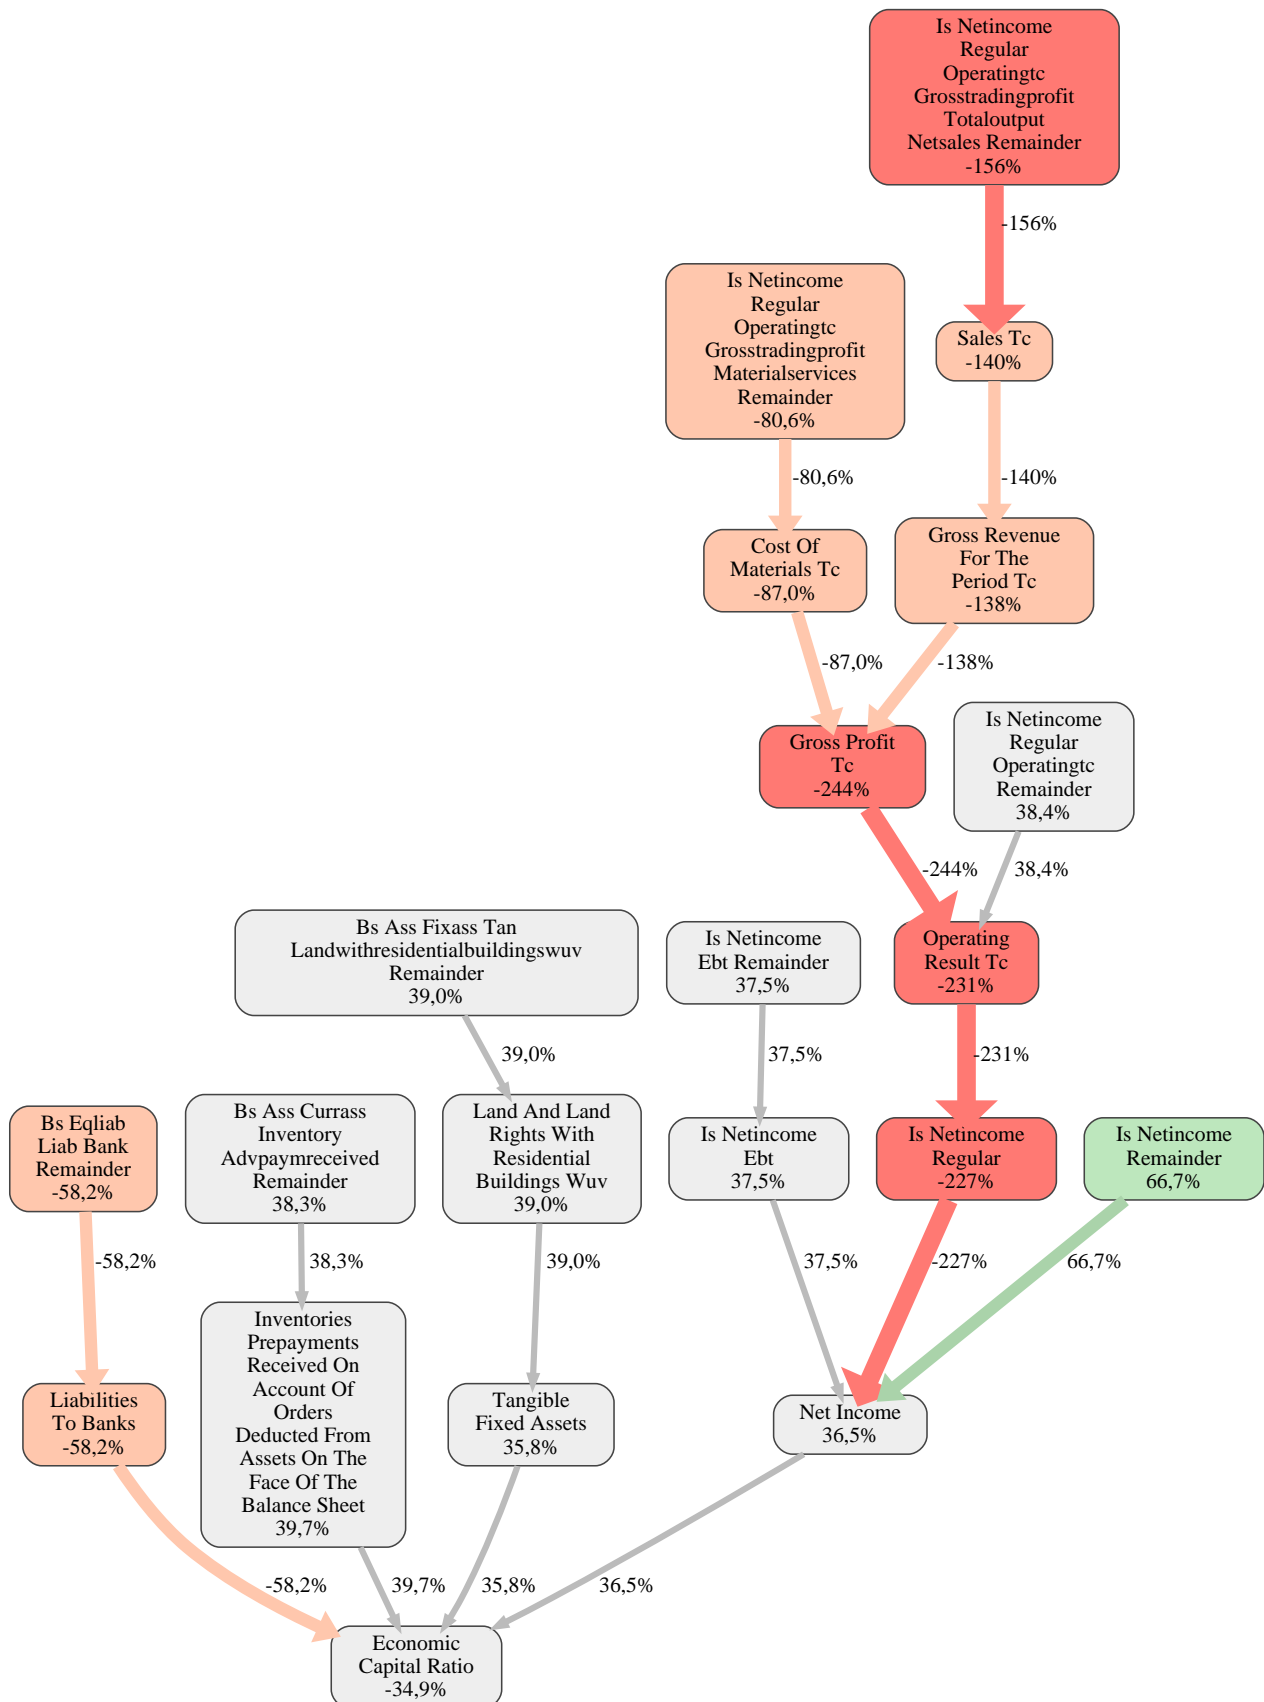 Is Netincome
Regular
Operatingtc
Grosstradingprofit
Totaloutput
Netsales Remainder
-156%
-156%
Is Netincome
Regular
Operatingtc
Grosstradingprofit
Materialservices
Remainder
-80,6%
Sales Tc
-140%
-80,6%
-140%
Cost Of
Materials Tc
-87,0%
Gross Revenue
For The
Period Tc
-138%
-87,0%
-138%
Gross Profit
Tc
-244%
Is Netincome
Regular
Operatingtc
Remainder
38,4%
-244%
38,4%
Bs Ass Fixass Tan
Landwithresidentialbuildingswuv
Remainder
39,0%
Is Netincome
Ebt Remainder
37,5%
Operating
Result Tc
-231%
39,0%
37,5%
-231%
Bs Eqliab
Liab Bank
Remainder
-58,2%
Bs Ass Currass
Inventory
Advpaymreceived
Remainder
38,3%
Land And Land
Rights With
Residential
Buildings Wuv
39,0%
Is Netincome
Ebt
37,5%
Is Netincome
Regular
-227%
Is Netincome
Remainder
66,7%
-58,2%
38,3%
39,0%
37,5%
-227%
66,7%
Liabilities
To Banks
-58,2%
Inventories
Prepayments
Received On
Account Of
Orders
Deducted From
Assets On The
Face Of The
Balance Sheet
39,7%
Tangible
Fixed Assets
35,8%
Net Income
36,5%
-58,2%
39,7%
35,8%
36,5%
Economic
Capital Ratio
-34,9%